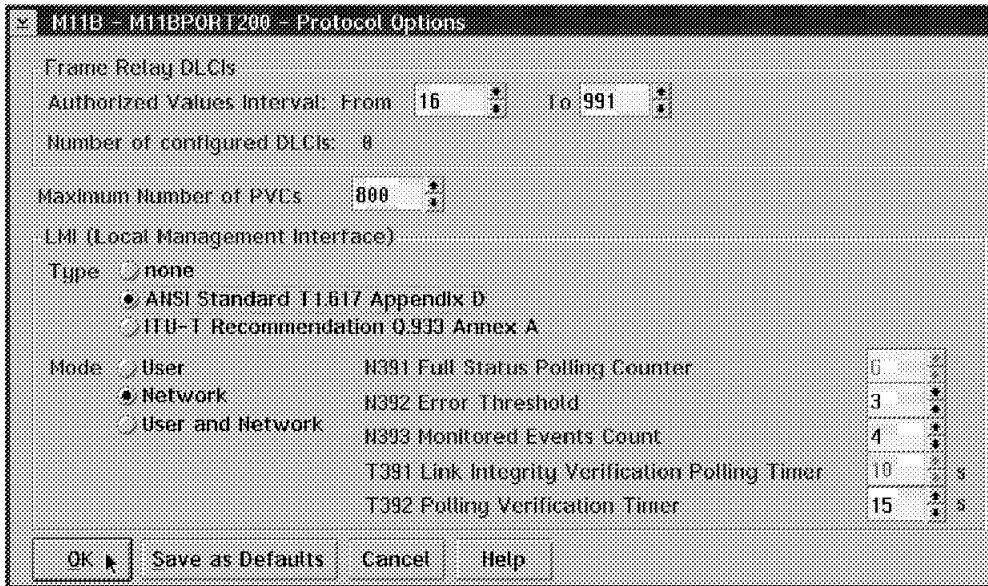 M11B - M11BPORT200 - Protocol Options
Frame Relay DLCIs
Authorized Values Interval: From 16 To 991
Number of configured DLCIs: 0
Maximum Number of PVCs 800
LMI (Local Management Interface)
Type none
ANSI Standard T1.617 Appendix D
ITU-T Recommendation Q.933 Annex A
Mode User N391 Full Status Polling Counter 6
Network N392 Error Threshold 3
User and Network N393 Monitored Events Count 4
T391 Link Integrity Verification Polling Timer 10 s
T392 Polling Verification Timer 15 s
OK Save as Defaults Cancel Help